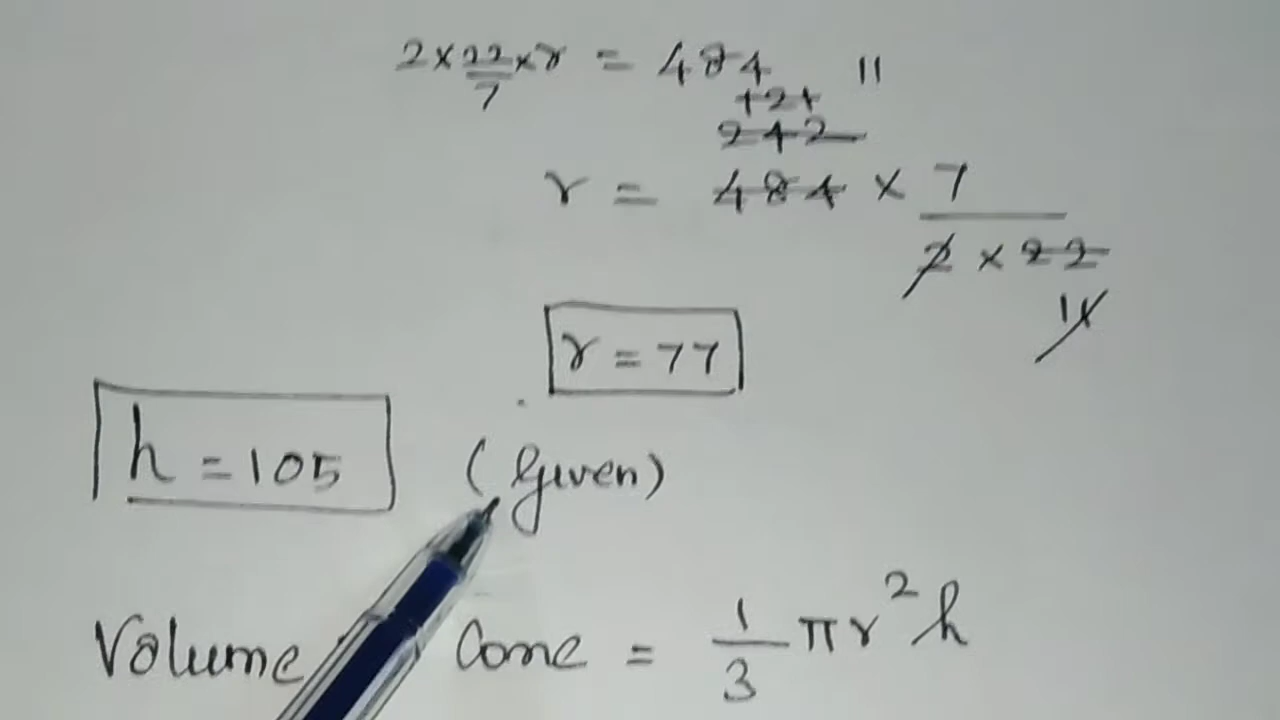 2 × 22/7 × r = 484 11
121
242
r = 484 × 7
2 × 22
11
r = 77
h = 105 (Given)
Volume Cone = 1/3 πr²h